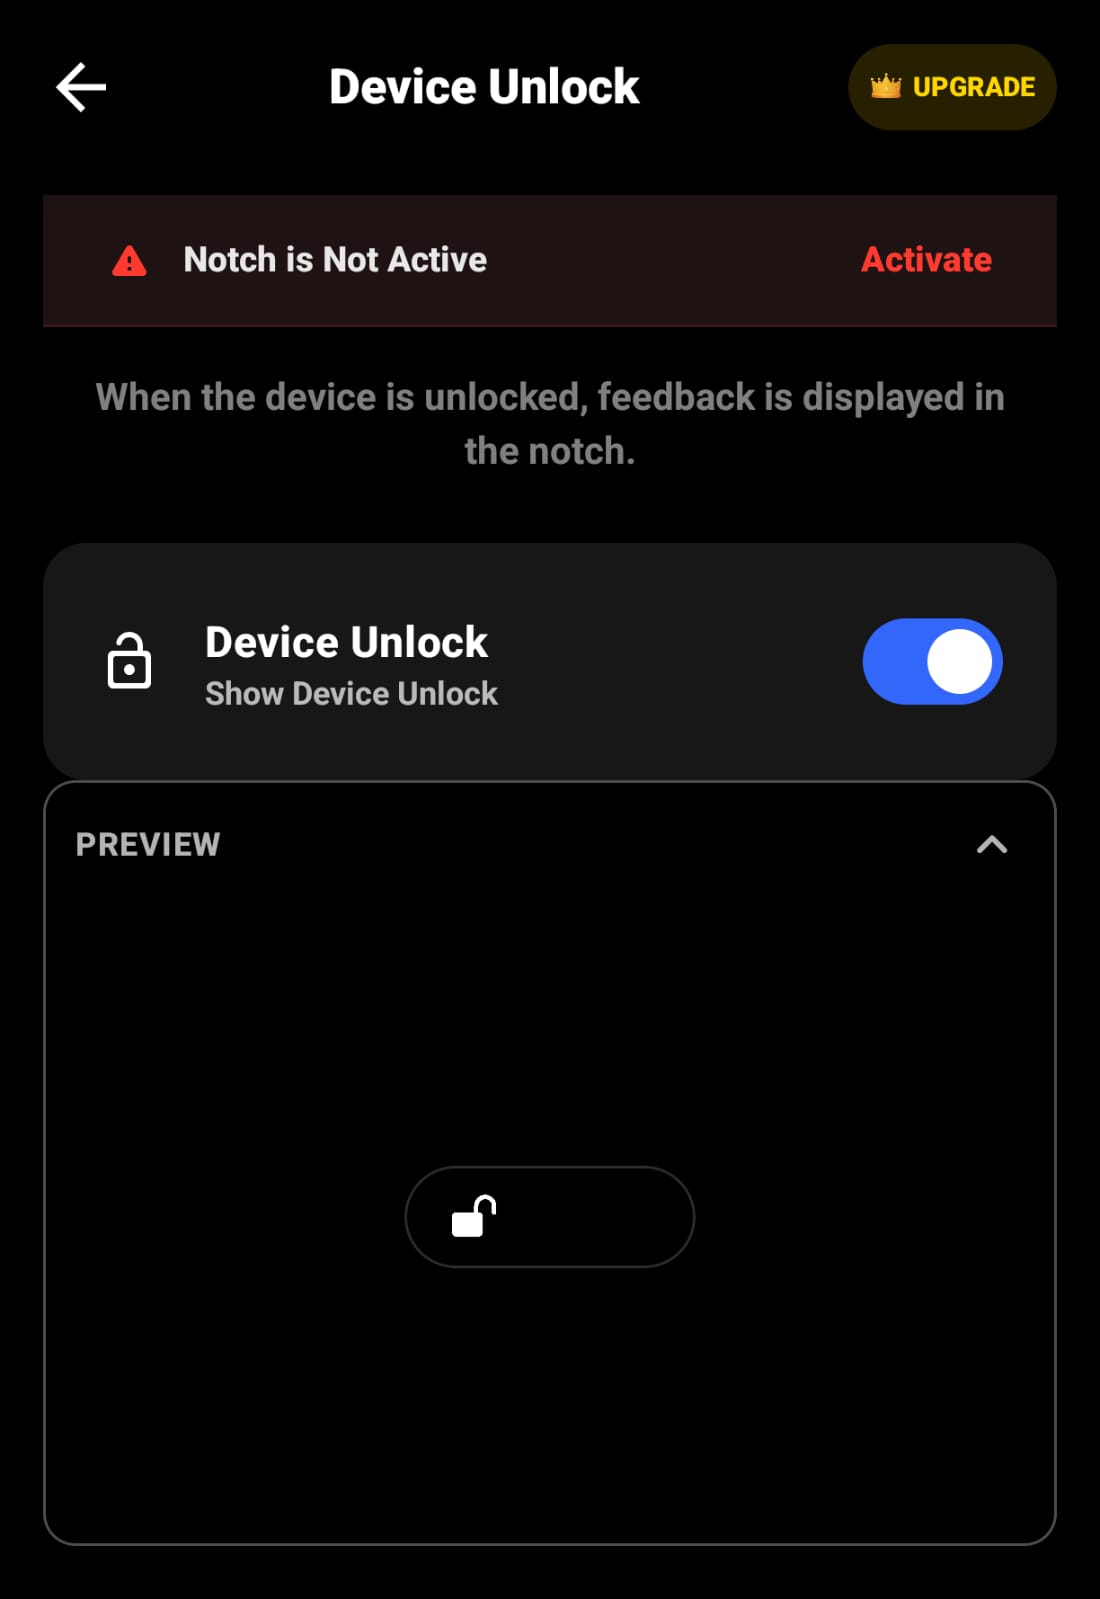 Device Unlock
UPGRADE
Notch is Not Active
Activate
When the device is unlocked, feedback is displayed in
the notch.
Device Unlock
Show Device Unlock
PREVIEW